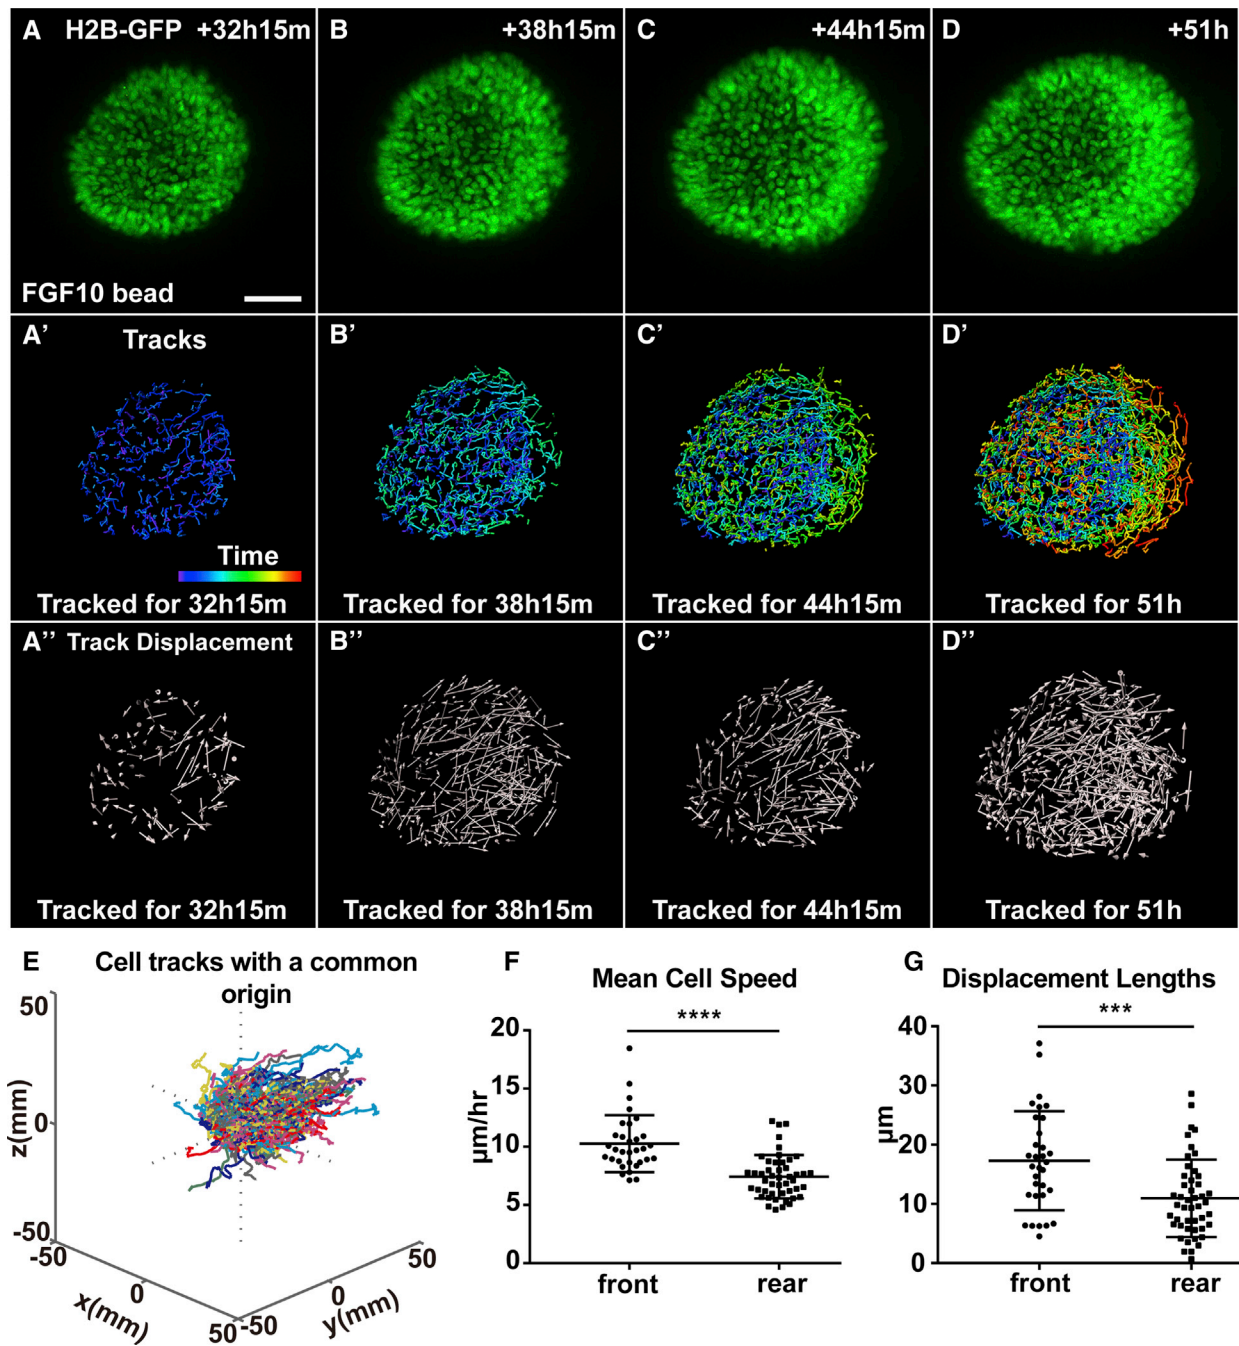 A H2B-GFP +32h15m
B +38h15m
C +44h15m
D +51h
FGF10 bead
A’ Tracks
B’
C’
D’
Time
Tracked for 32h15m
Tracked for 38h15m
Tracked for 44h15m
Tracked for 51h
A’’ Track Displacement
B’’
C’’
D’’
Tracked for 32h15m
Tracked for 38h15m
Tracked for 44h15m
Tracked for 51h
E Cell tracks with a common
origin
50
z(mm)
0
-50
-50
x(mm)
0
50
-50
0
y(mm)
50
F Mean Cell Speed
****
20
15
µm/hr
10
5
0
front rear
G Displacement Lengths
***
40
30
µm
20
10
0
front rear